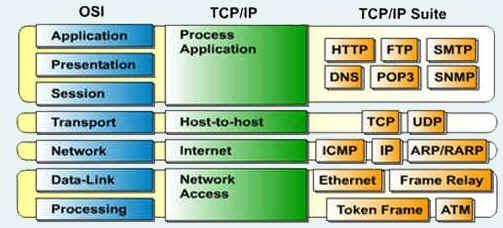 OSI TCP/IP TCP/IP Suite
Application Process Application HTTP FTP SMTP
Presentation DNS POP3 SNMP
Session
Transport Host-to-host TCP UDP
Network Internet ICMP IP ARP/RARP
Data-Link Network Access Ethernet Frame Relay
Processing Token Frame ATM